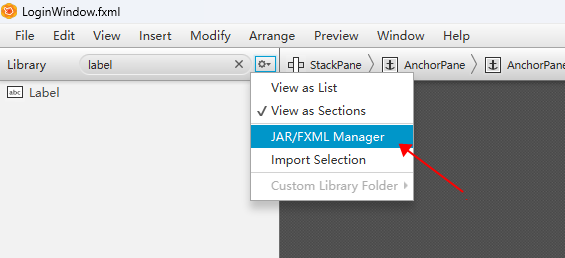 LoginWindow.fxml
File Edit View Insert Modify Arrange Preview Window Help
Library label StackPane AnchorPane AnchorPane
abc Label
View as List
✓ View as Sections
JAR/FXML Manager
Import Selection
Custom Library Folder